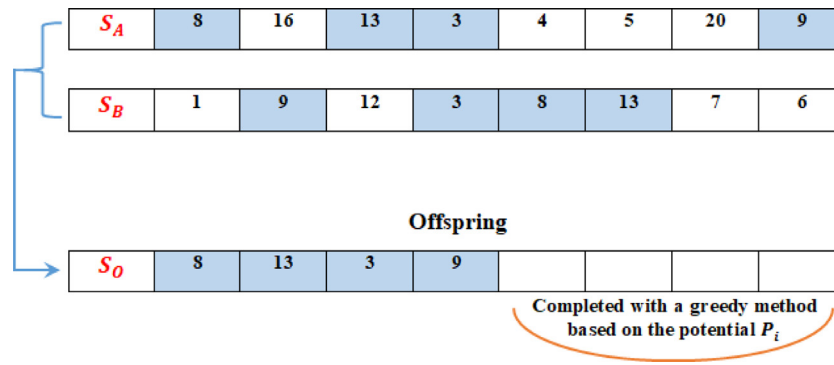 S_A 8 16 13 3 4 5 20 9
S_B 1 9 12 3 8 13 7 6
Offspring
S_O 8 13 3 9
Completed with a greedy method
based on the potential P_i